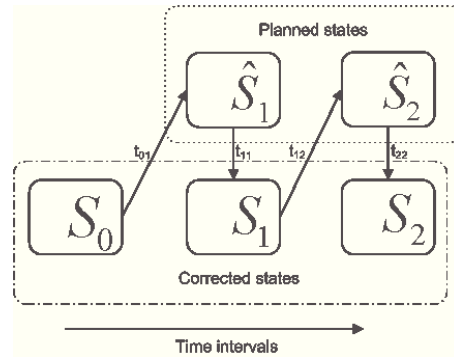 Planned states
Ŝ₁ Ŝ₂
t₀₁ t₁₁ t₁₂ t₂₂
S₀ S₁ S₂
Corrected states
Time intervals